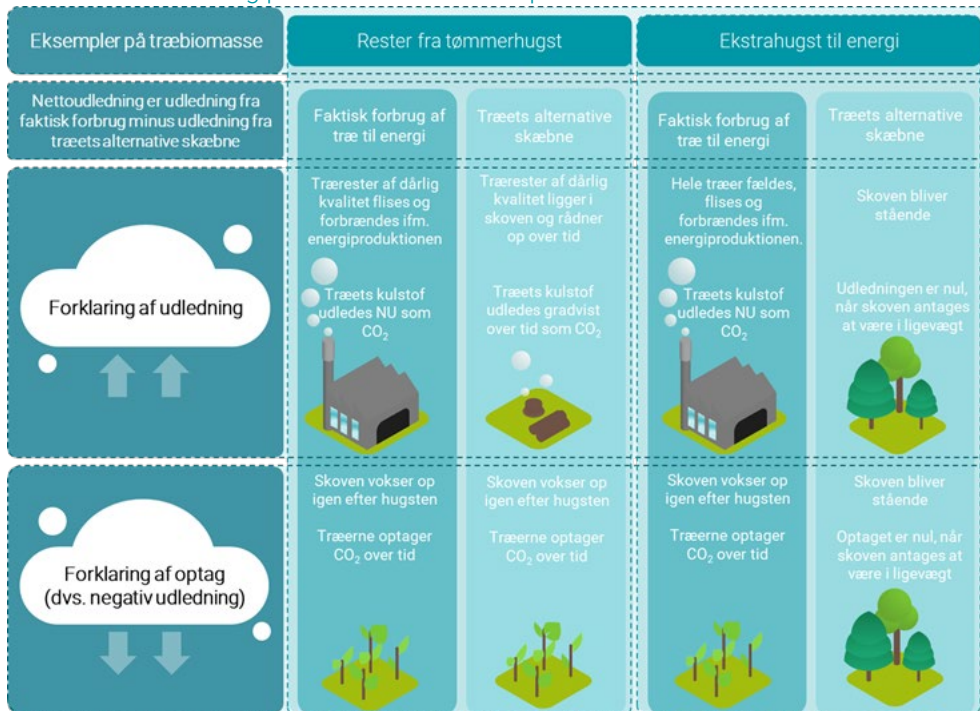 Eksempler på træbiomasse
Rester fra tømmerhugst
Ekstrahugst til energi
Nettoudledning er udledning fra
faktisk forbrug minus udledning fra
træets alternative skæbne
Faktisk forbrug af
træ til energi
Træets alternative
skæbne
Faktisk forbrug af
træ til energi
Træets alternative
skæbne
Forklaring af udledning
Trærester af dårlig
kvalitet flises og
forbrændes ifm.
energiproduktionen
Træets kulstof
udledes NU som
CO₂
Trærester af dårlig
kvalitet ligger i
skoven og rådner
op over tid
Træets kulstof
udledes gradvist
over tid som CO₂
Hele træer fældes,
flises og
forbrændes ifm.
energiproduktionen.
Træets kulstof
udledes NU som
CO₂
Skoven bliver
stående
Udledningen er nul,
når skoven antages
at være i ligevægt
Forklaring af optag
(dvs. negativ udledning)
Skoven vokser op
igen efter hugsten
Træerne optager
CO₂ over tid
Skoven vokser op
igen efter hugsten
Træerne optager
CO₂ over tid
Skoven vokser op
igen efter hugsten
Træerne optager
CO₂ over tid
Skoven bliver
stående
Optaget er nul, når
skoven antages at
være i ligevægt